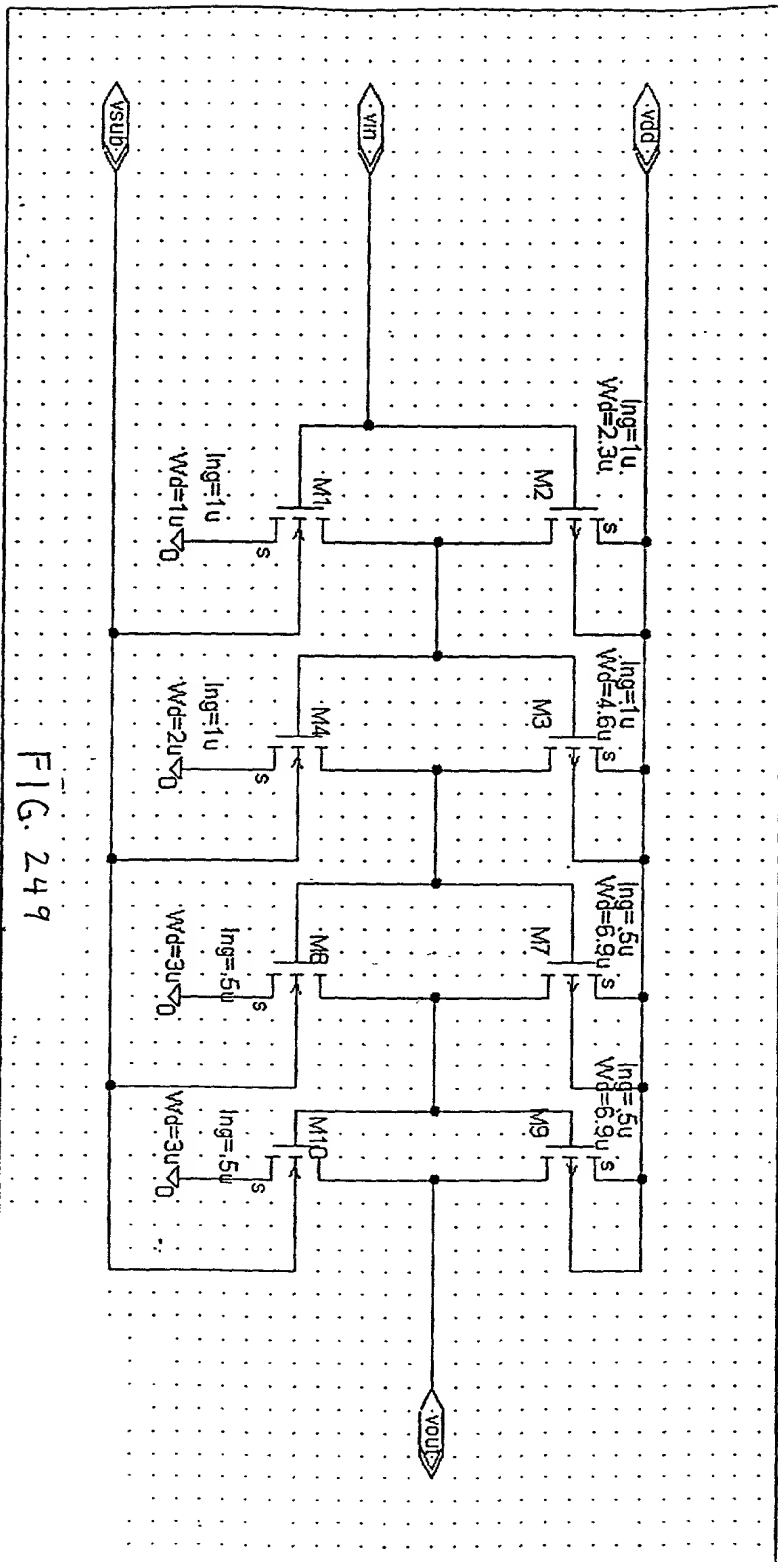 vdd
vin
vsub
lng=1u
Wd=2.3u
M2
s
M1
lng=1u
Wd=1u
s
0
lng=1u
Wd=4.6u
M3
s
M4
lng=1u
Wd=2u
s
0
lng=.5u
Wd=6.9u
M7
s
M8
lng=.5u
Wd=3u
s
0
lng=.5u
Wd=6.9u
M9
s
M10
lng=.5u
Wd=3u
s
0
vout
FIG. 249